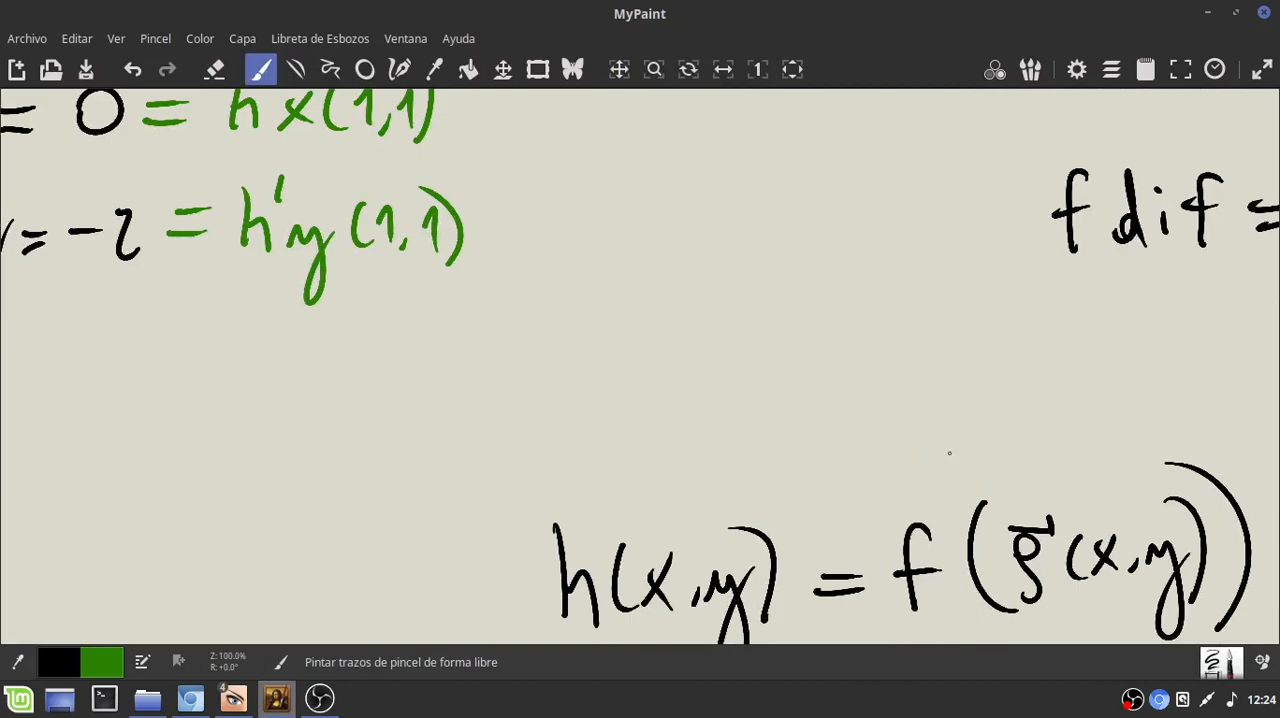 MyPaint
Archivo Editar Ver Pincel Color Capa Libreta de Esbozos Ventana Ayuda
= 0 = h'x(1,1)
= -2 = h'y(1,1)
f dif =
h(x,y) = f(g(x,y))
Z: 100.0%
R: +0.0°
Pintar trazos de pincel de forma libre
4
12:24